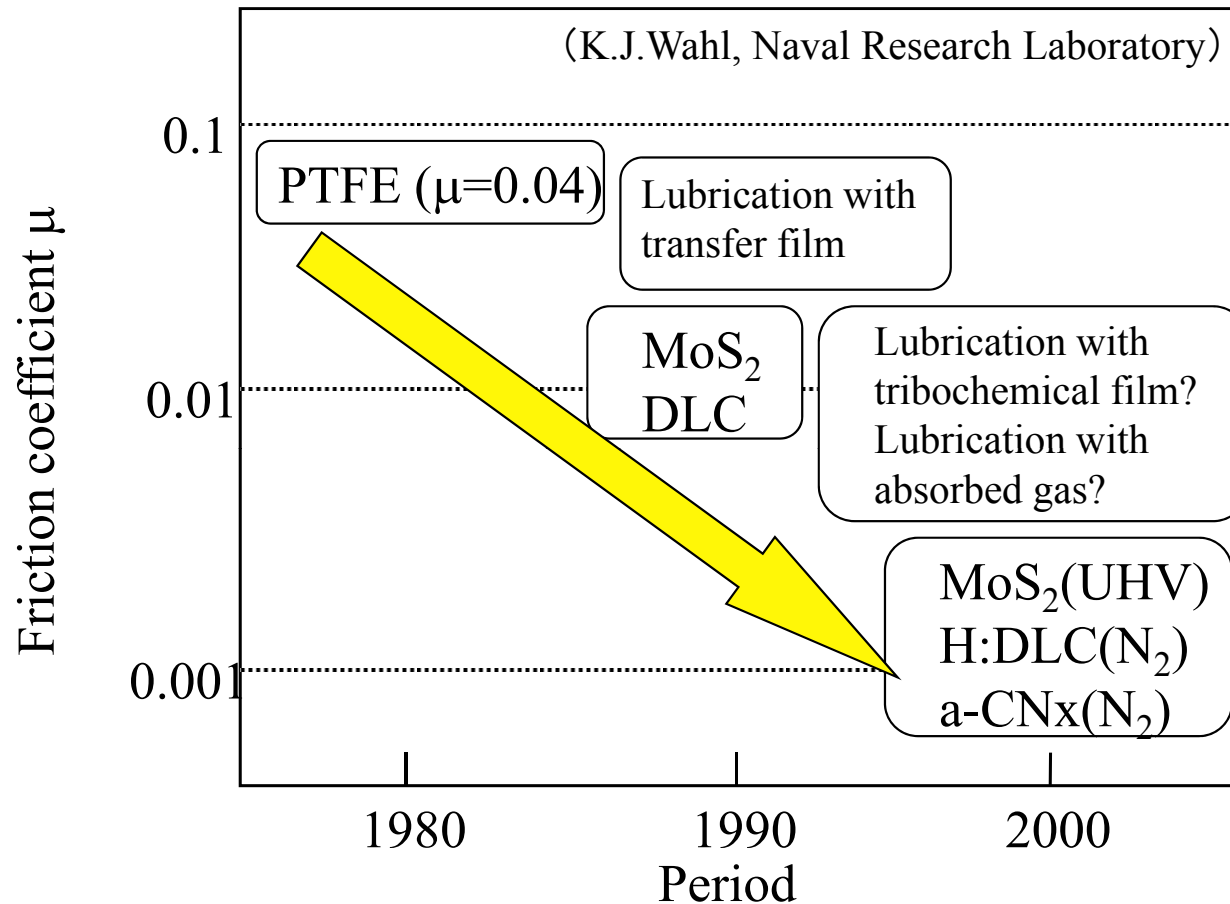 （K.J.Wahl, Naval Research Laboratory）
0.1
PTFE (μ=0.04)
Lubrication with
transfer film
MoS₂
DLC
0.01
Lubrication with
tribochemical film?
Lubrication with
absorbed gas?
MoS₂(UHV)
H:DLC(N₂)
a-CNx(N₂)
0.001
Friction coefficient μ
1980
1990
2000
Period